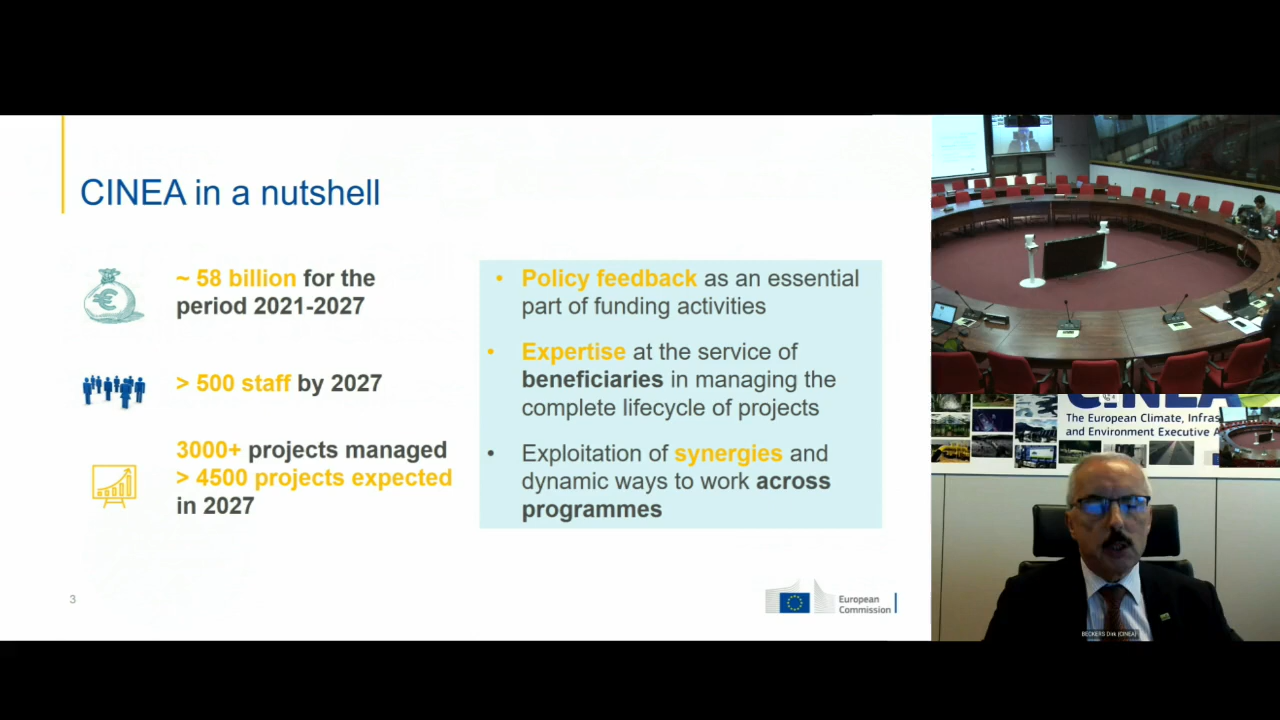 CINEA in a nutshell
~ 58 billion for the
period 2021-2027
> 500 staff by 2027
3000+ projects managed
> 4500 projects expected
in 2027
• Policy feedback as an essential
part of funding activities
• Expertise at the service of
beneficiaries in managing the
complete lifecycle of projects
• Exploitation of synergies and
dynamic ways to work across
programmes
3
European
Commission
CINEA
The European Climate, Infras
and Environment Executive A
BECKERS Dirk (CINEA)